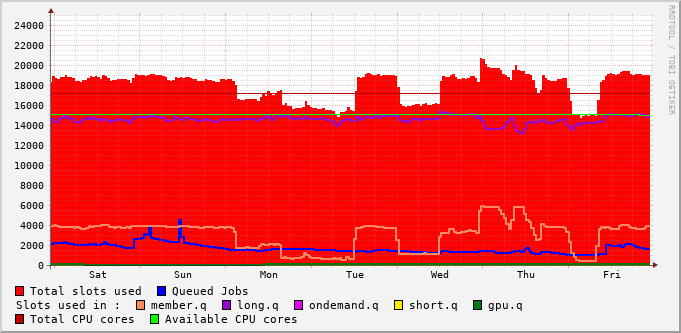 24000
22000
20000
18000
16000
14000
12000
10000
8000
6000
4000
2000
0
Sat Sun Mon Tue Wed Thu Fri
RRDTOOL / TOBI OETIKER
Total slots used Queued Jobs
Slots used in : member.q long.q ondemand.q short.q gpu.q
Total CPU cores Available CPU cores